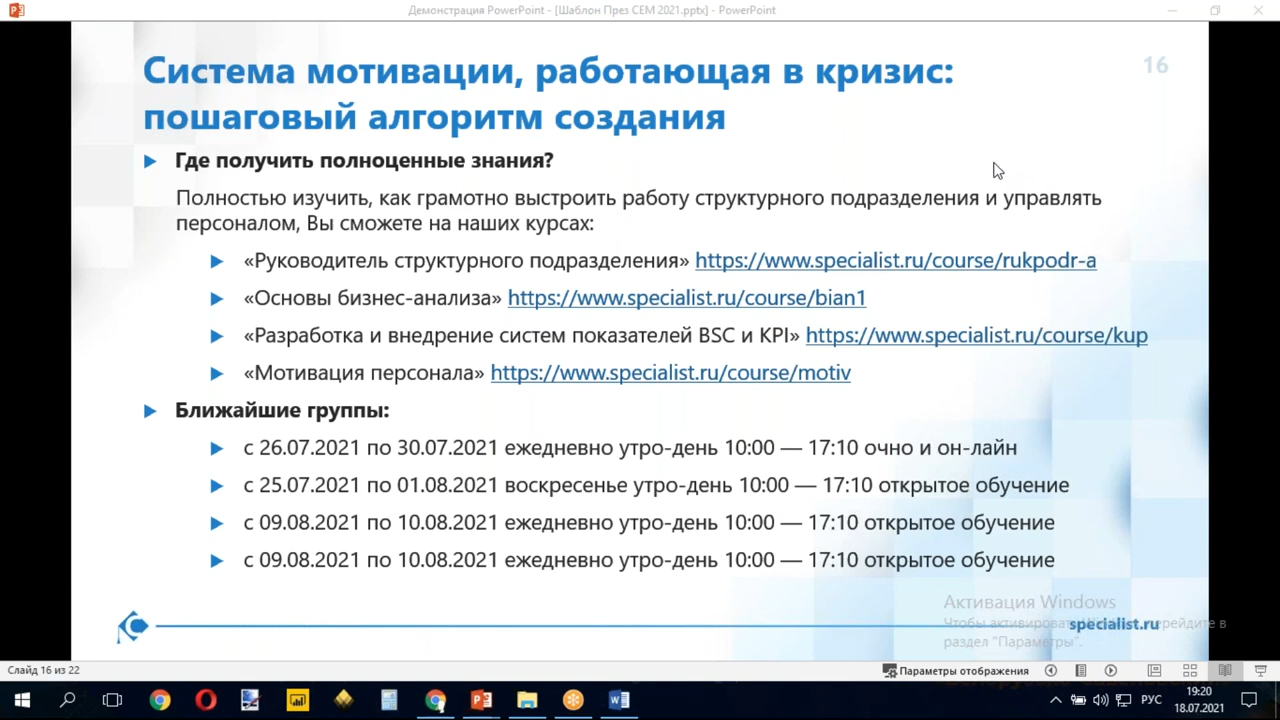 Демонстрация PowerPoint - [Шаблон През СЕМ 2021.pptx] - PowerPoint
Система мотивации, работающая в кризис:
16
пошаговый алгоритм создания
Где получить полноценные знания?
Полностью изучить, как грамотно выстроить работу структурного подразделения и управлять
персоналом, Вы сможете на наших курсах:
«Руководитель структурного подразделения» https://www.specialist.ru/course/rukpodr-a
«Основы бизнес-анализа» https://www.specialist.ru/course/bian1
«Разработка и внедрение систем показателей BSC и KPI» https://www.specialist.ru/course/kup
«Мотивация персонала» https://www.specialist.ru/course/motiv
Ближайшие группы:
с 26.07.2021 по 30.07.2021 ежедневно утро-день 10:00 — 17:10 очно и он-лайн
с 25.07.2021 по 01.08.2021 воскресенье утро-день 10:00 — 17:10 открытое обучение
с 09.08.2021 по 10.08.2021 ежедневно утро-день 10:00 — 17:10 открытое обучение
с 09.08.2021 по 10.08.2021 ежедневно утро-день 10:00 — 17:10 открытое обучение
Активация Windows
Чтобы активировать Windows, перейдите в
раздел "Параметры".
specialist.ru
Слайд 16 из 22
Параметры отображения
РУС
19:20
18.07.2021